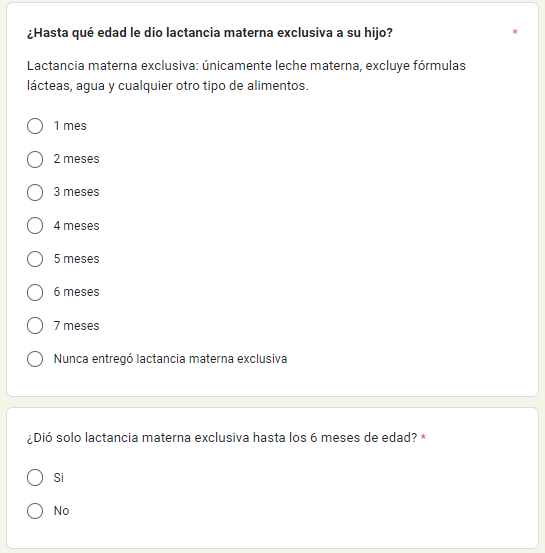 ¿Hasta qué edad le dio lactancia materna exclusiva a su hijo? *
Lactancia materna exclusiva: únicamente leche materna, excluye fórmulas
lácteas, agua y cualquier otro tipo de alimentos.
1 mes
2 meses
3 meses
4 meses
5 meses
6 meses
7 meses
Nunca entregó lactancia materna exclusiva
¿Dió solo lactancia materna exclusiva hasta los 6 meses de edad? *
Si
No